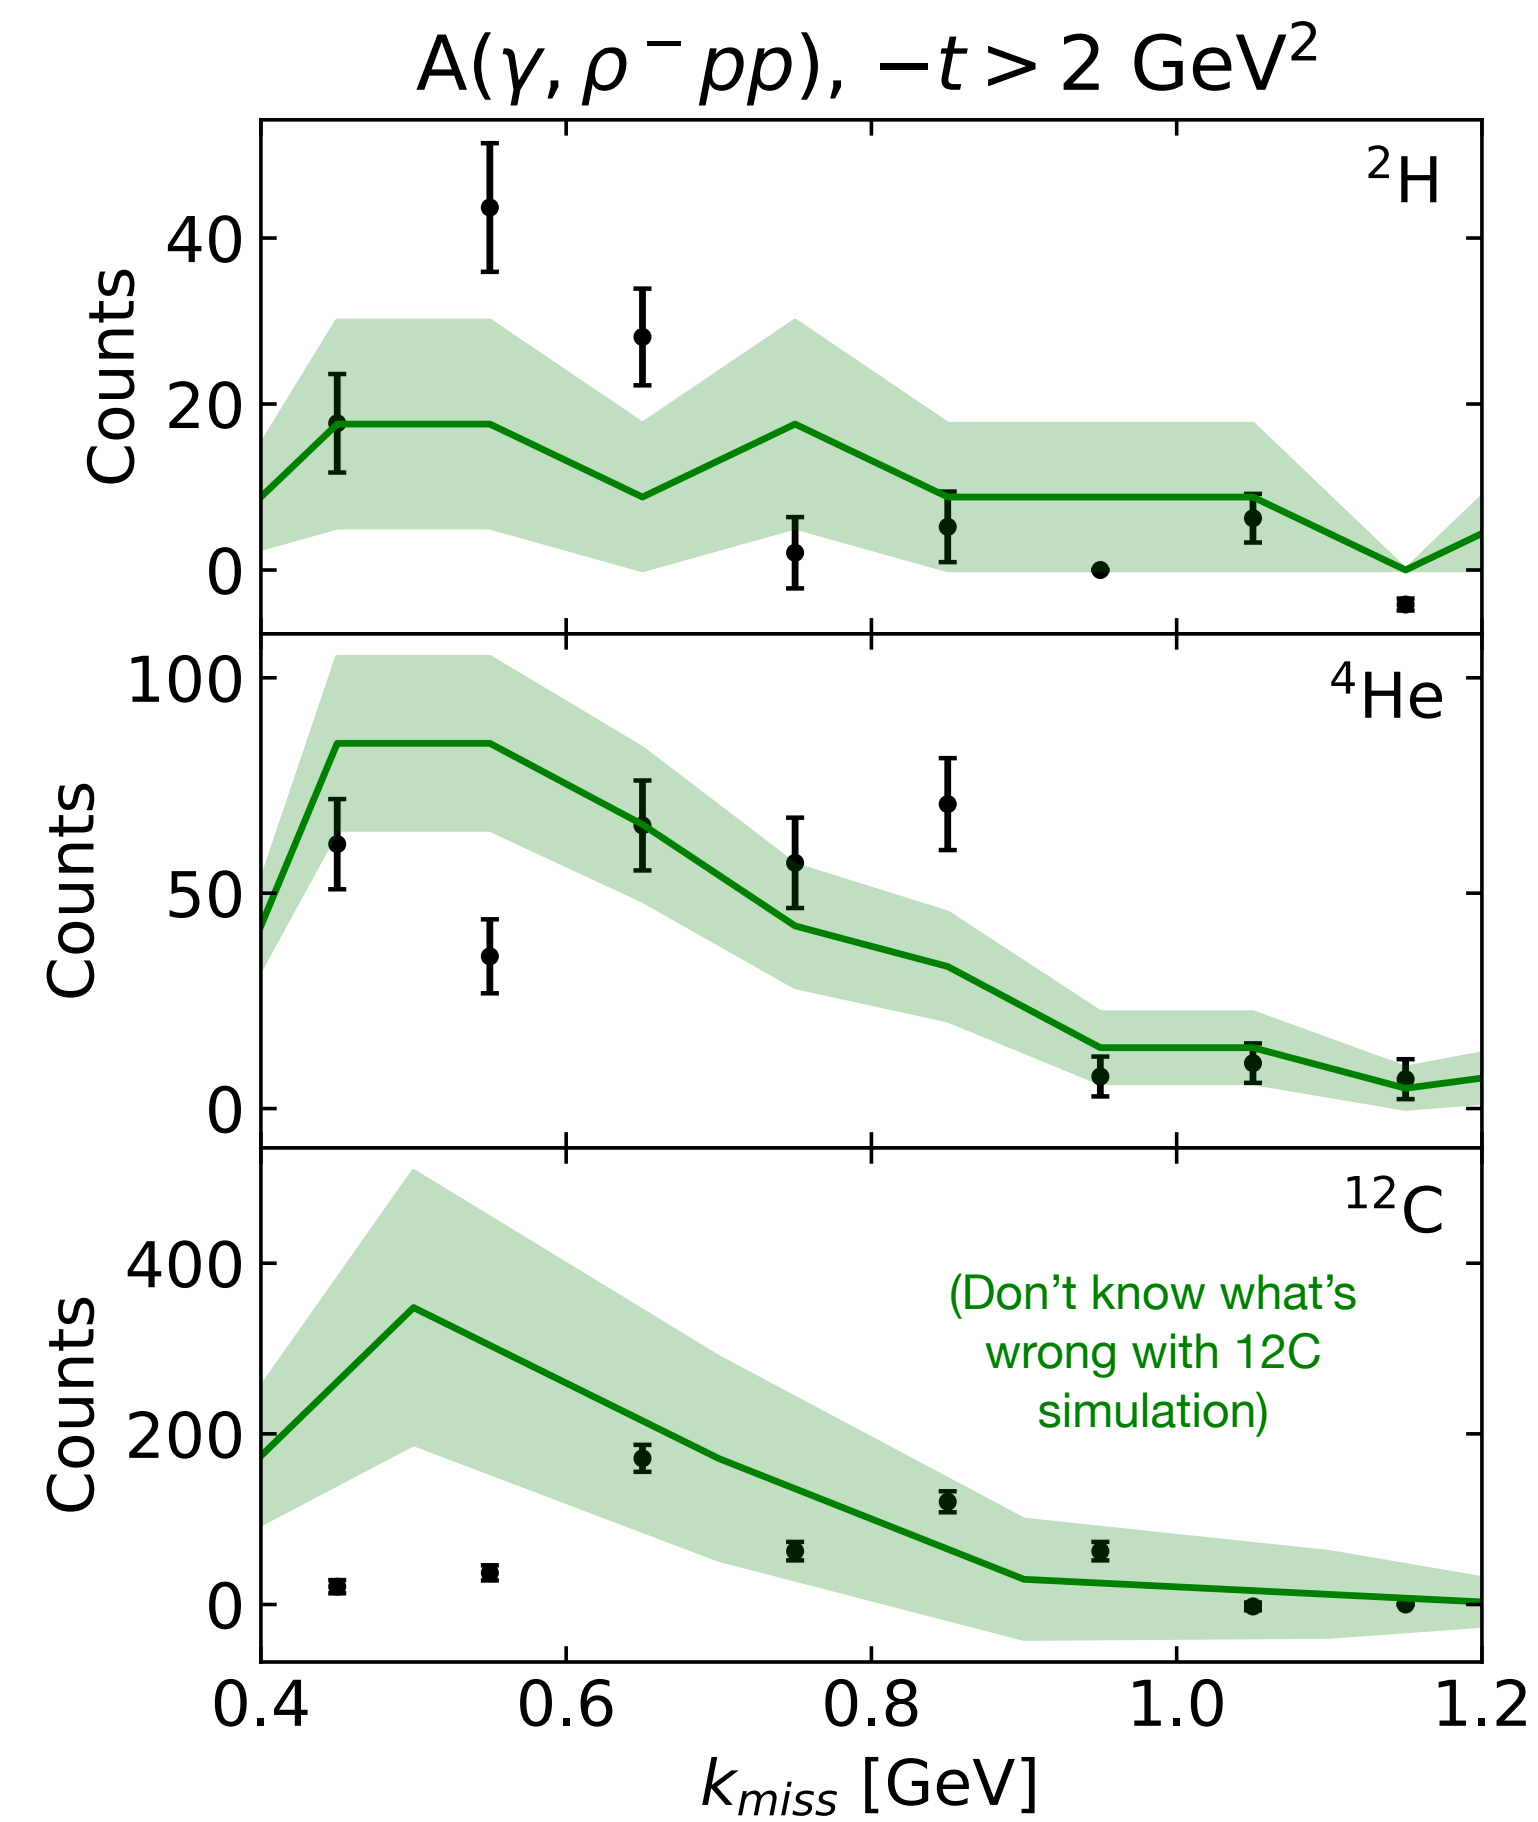 A(γ, ρ⁻pp), −t > 2 GeV²
²H
40
20
0
Counts
⁴He
100
50
0
Counts
¹²C
400
200
0
Counts
(Don’t know what’s
wrong with 12C
simulation)
0.4 0.6 0.8 1.0 1.2
k_miss [GeV]